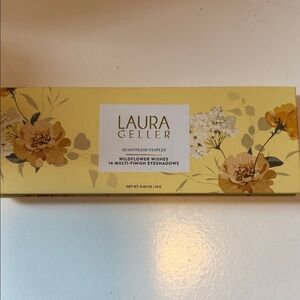 LAURA
GELLER
SEASONLESS STAPLES
WILDFLOWER WISHES
14 MULTI-FINISH EYESHADOWS
NET WT. 0.49 OZ. / 14 G